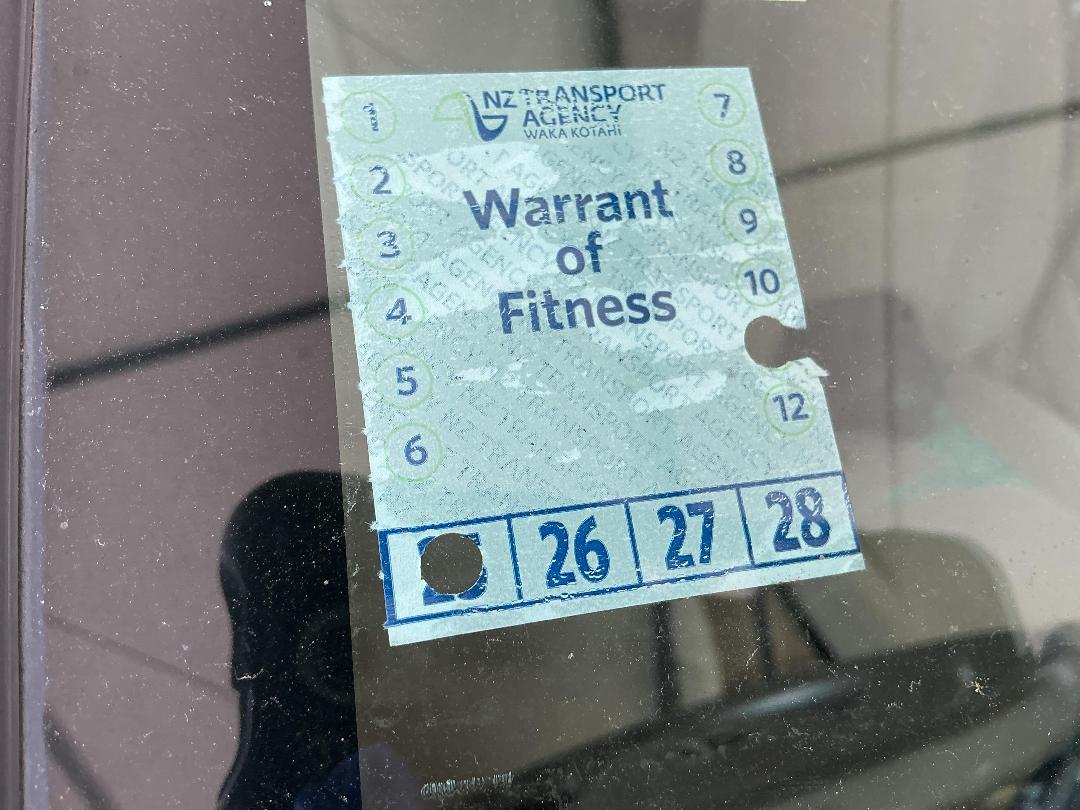 NZ TRANSPORT
AGENCY
WAKA KOTAHI
Warrant
of
Fitness
1
2
3
4
5
6
7
8
9
10
12
26
27
28